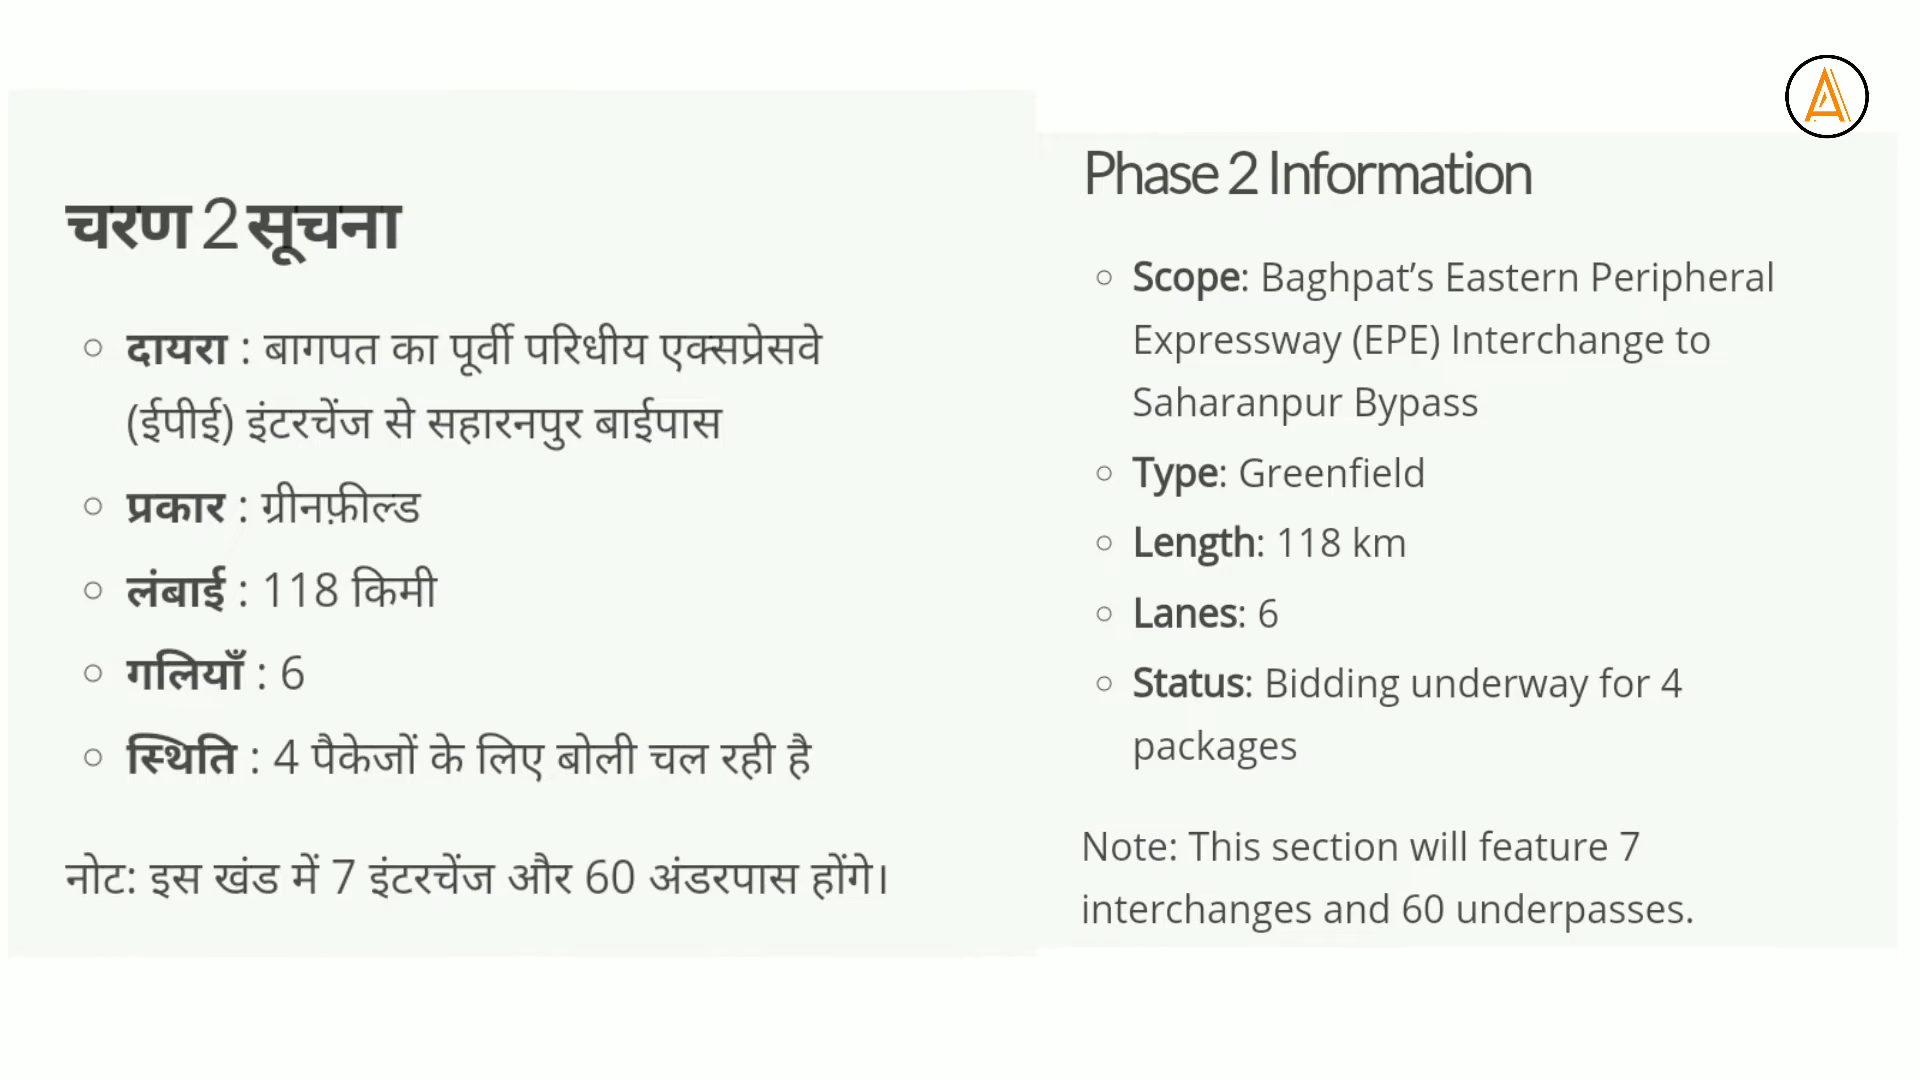 चरण 2 सूचना
दायरा : बागपत का पूर्वी परिधीय एक्सप्रेसवे
(ईपीई) इंटरचेंज से सहारनपुर बाईपास
प्रकार : ग्रीनफ़ील्ड
लंबाई : 118 किमी
गलियाँ : 6
स्थिति : 4 पैकेजों के लिए बोली चल रही है
नोट: इस खंड में 7 इंटरचेंज और 60 अंडरपास होंगे।
Phase 2 Information
Scope: Baghpat’s Eastern Peripheral
Expressway (EPE) Interchange to
Saharanpur Bypass
Type: Greenfield
Length: 118 km
Lanes: 6
Status: Bidding underway for 4
packages
Note: This section will feature 7
interchanges and 60 underpasses.